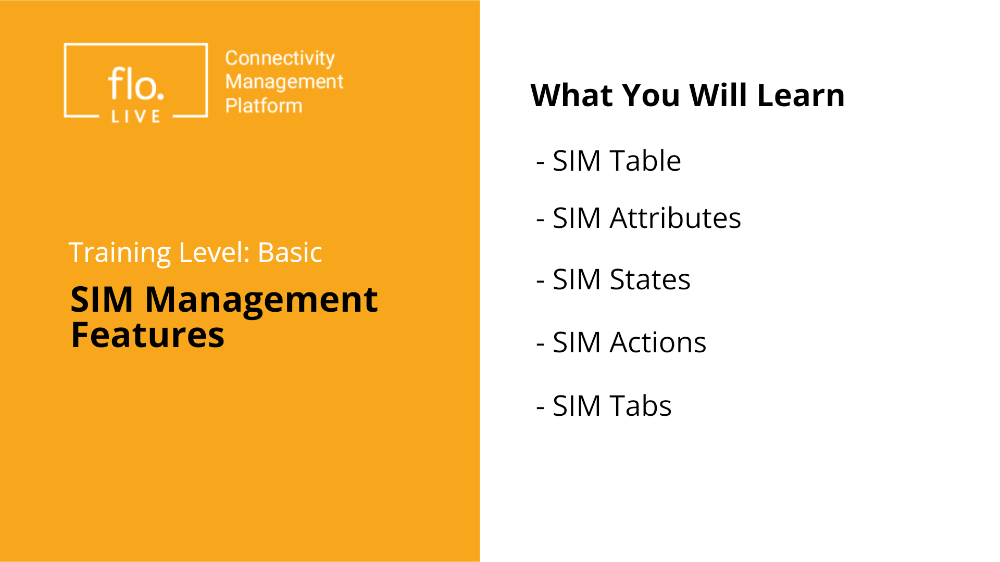 flo.
LIVE
Connectivity
Management
Platform
Training Level: Basic
SIM Management
Features
What You Will Learn
- SIM Table
- SIM Attributes
- SIM States
- SIM Actions
- SIM Tabs